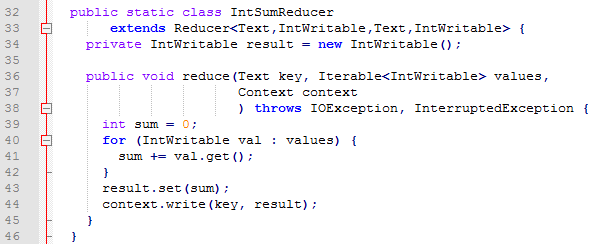 32 public static class IntSumReducer
33      extends Reducer<Text,IntWritable,Text,IntWritable> {
34   private IntWritable result = new IntWritable();
35
36   public void reduce(Text key, Iterable<IntWritable> values,
37                      Context context
38                      ) throws IOException, InterruptedException {
39     int sum = 0;
40     for (IntWritable val : values) {
41       sum += val.get();
42     }
43     result.set(sum);
44     context.write(key, result);
45   }
46 }